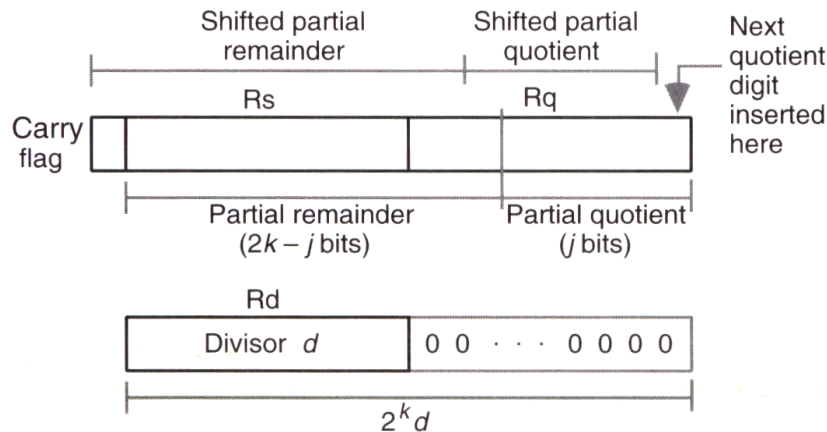 Shifted partial
remainder
Shifted partial
quotient
Next
quotient
digit
inserted
here
Rs
Rq
Carry
flag
Partial remainder
(2k – j bits)
Partial quotient
(j bits)
Rd
Divisor d
0 0 · · · 0 0 0 0
2^k d